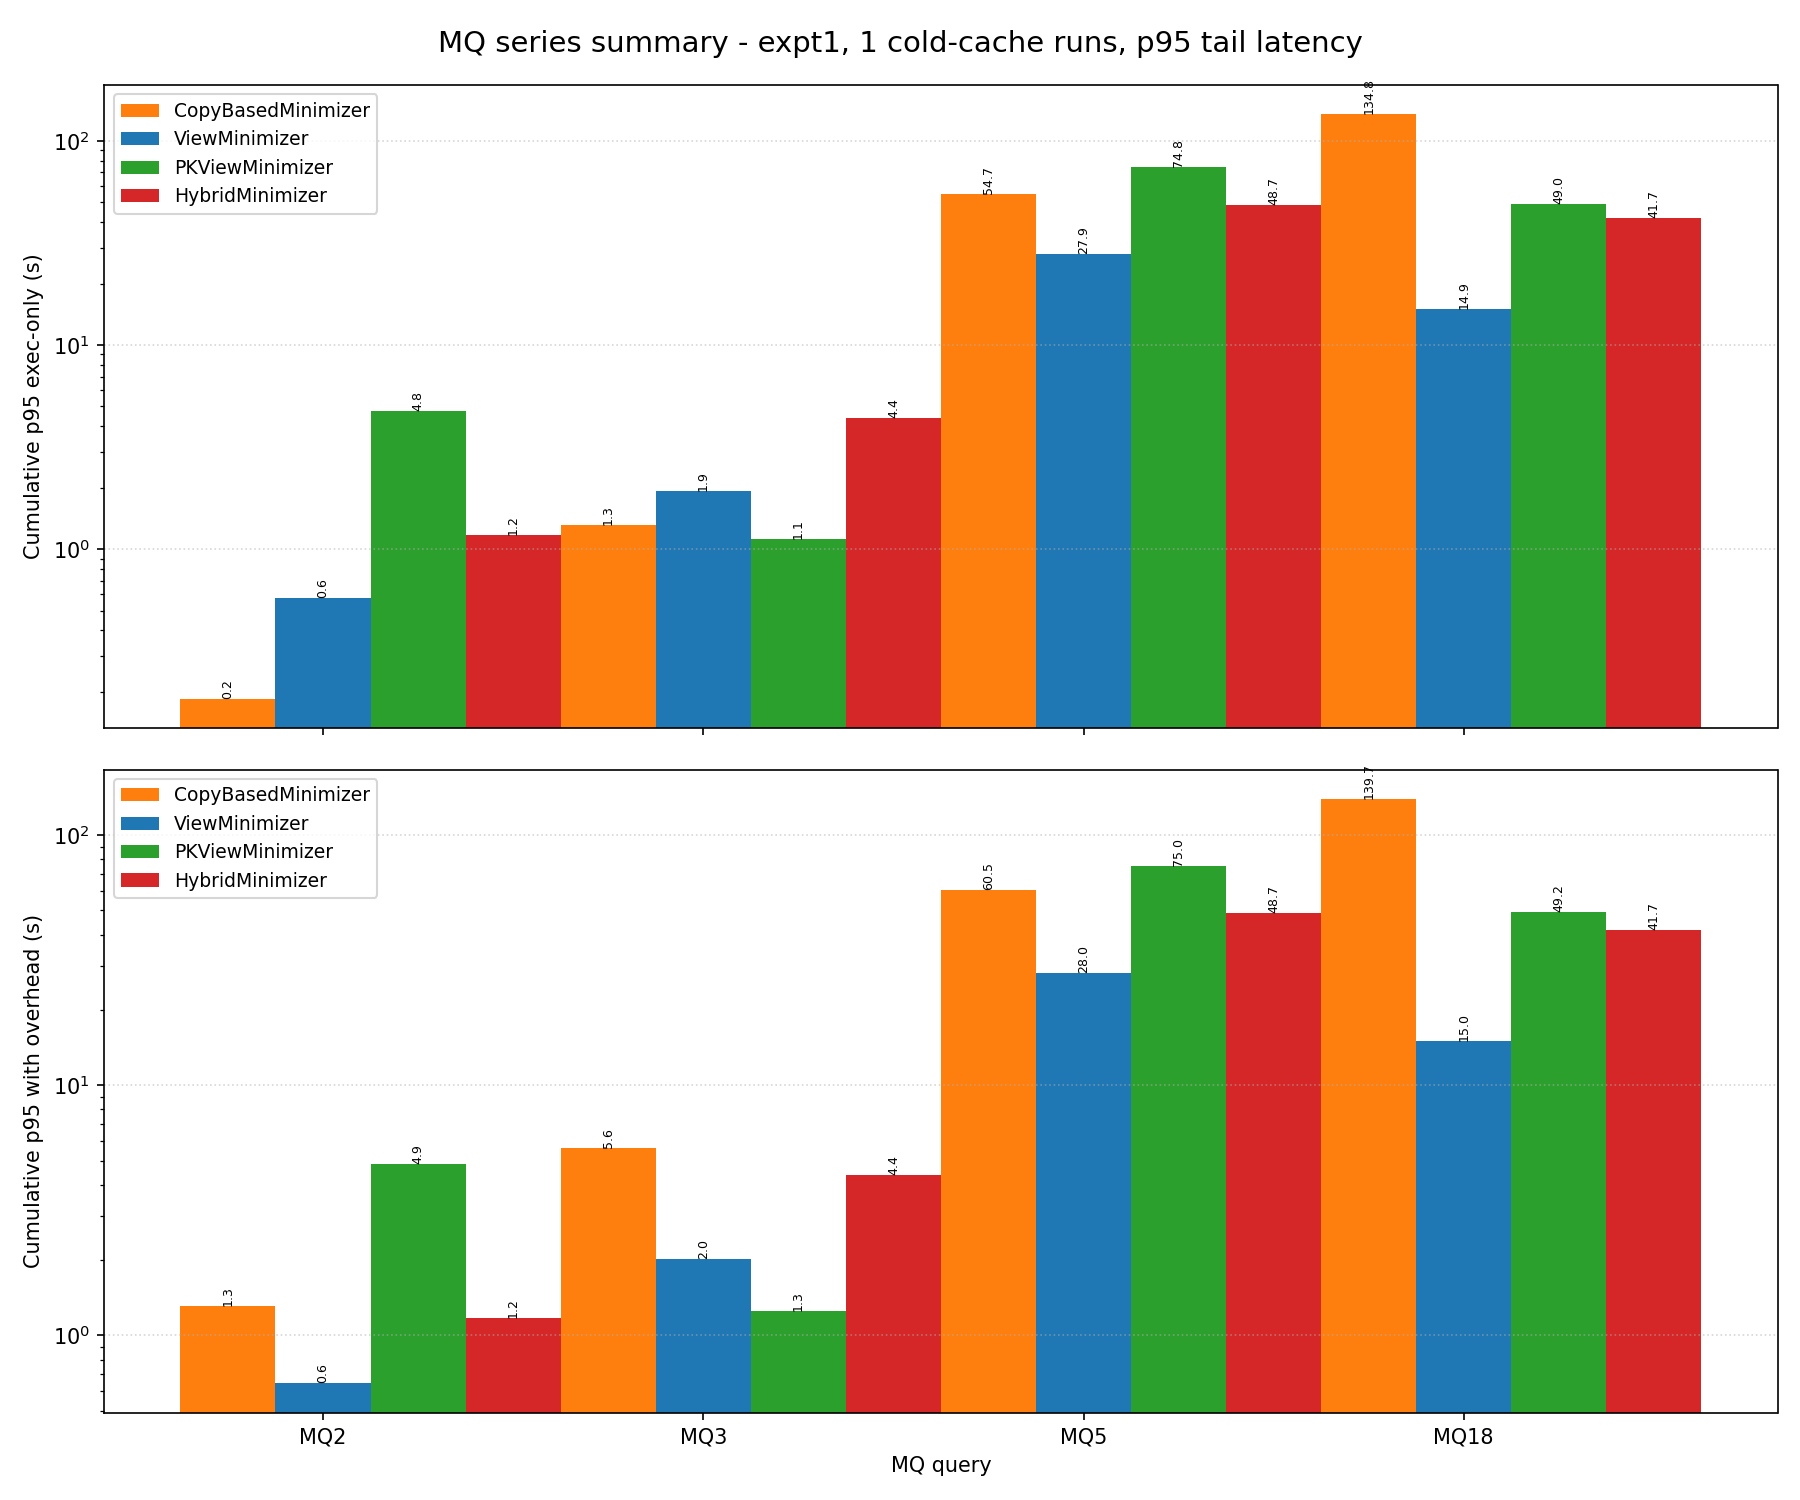 MQ series summary - expt1, 1 cold-cache runs, p95 tail latency
Cumulative p95 exec-only (s)
10²
10¹
10⁰
CopyBasedMinimizer
ViewMinimizer
PKViewMinimizer
HybridMinimizer
0.2
0.6
4.8
1.2
1.3
1.9
1.1
4.4
54.7
27.9
74.8
48.7
134.8
14.9
49.0
41.7
Cumulative p95 with overhead (s)
10²
10¹
10⁰
CopyBasedMinimizer
ViewMinimizer
PKViewMinimizer
HybridMinimizer
1.3
0.6
4.9
1.2
5.6
2.0
1.3
4.4
60.5
28.0
75.0
48.7
139.7
15.0
49.2
41.7
MQ2
MQ3
MQ5
MQ18
MQ query